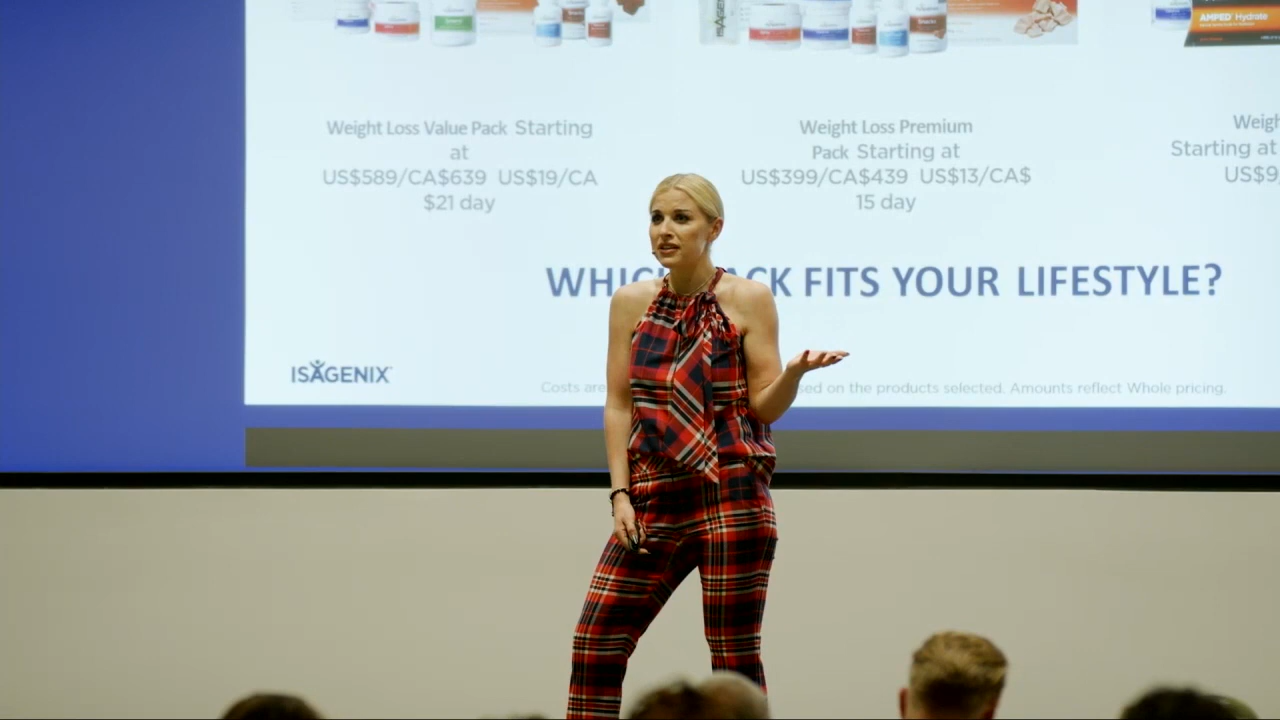 AMPED Hydrate
Weight Loss Value Pack Starting
at
US$589/CA$639 US$19/CA
$21 day
Weight Loss Premium
Pack Starting at
US$399/CA$439 US$13/CA$
15 day
Weigh
Starting at
US$9
WHICH PACK FITS YOUR LIFESTYLE?
ISAGENIX
Costs are sed on the products selected. Amounts reflect Whole pricing.